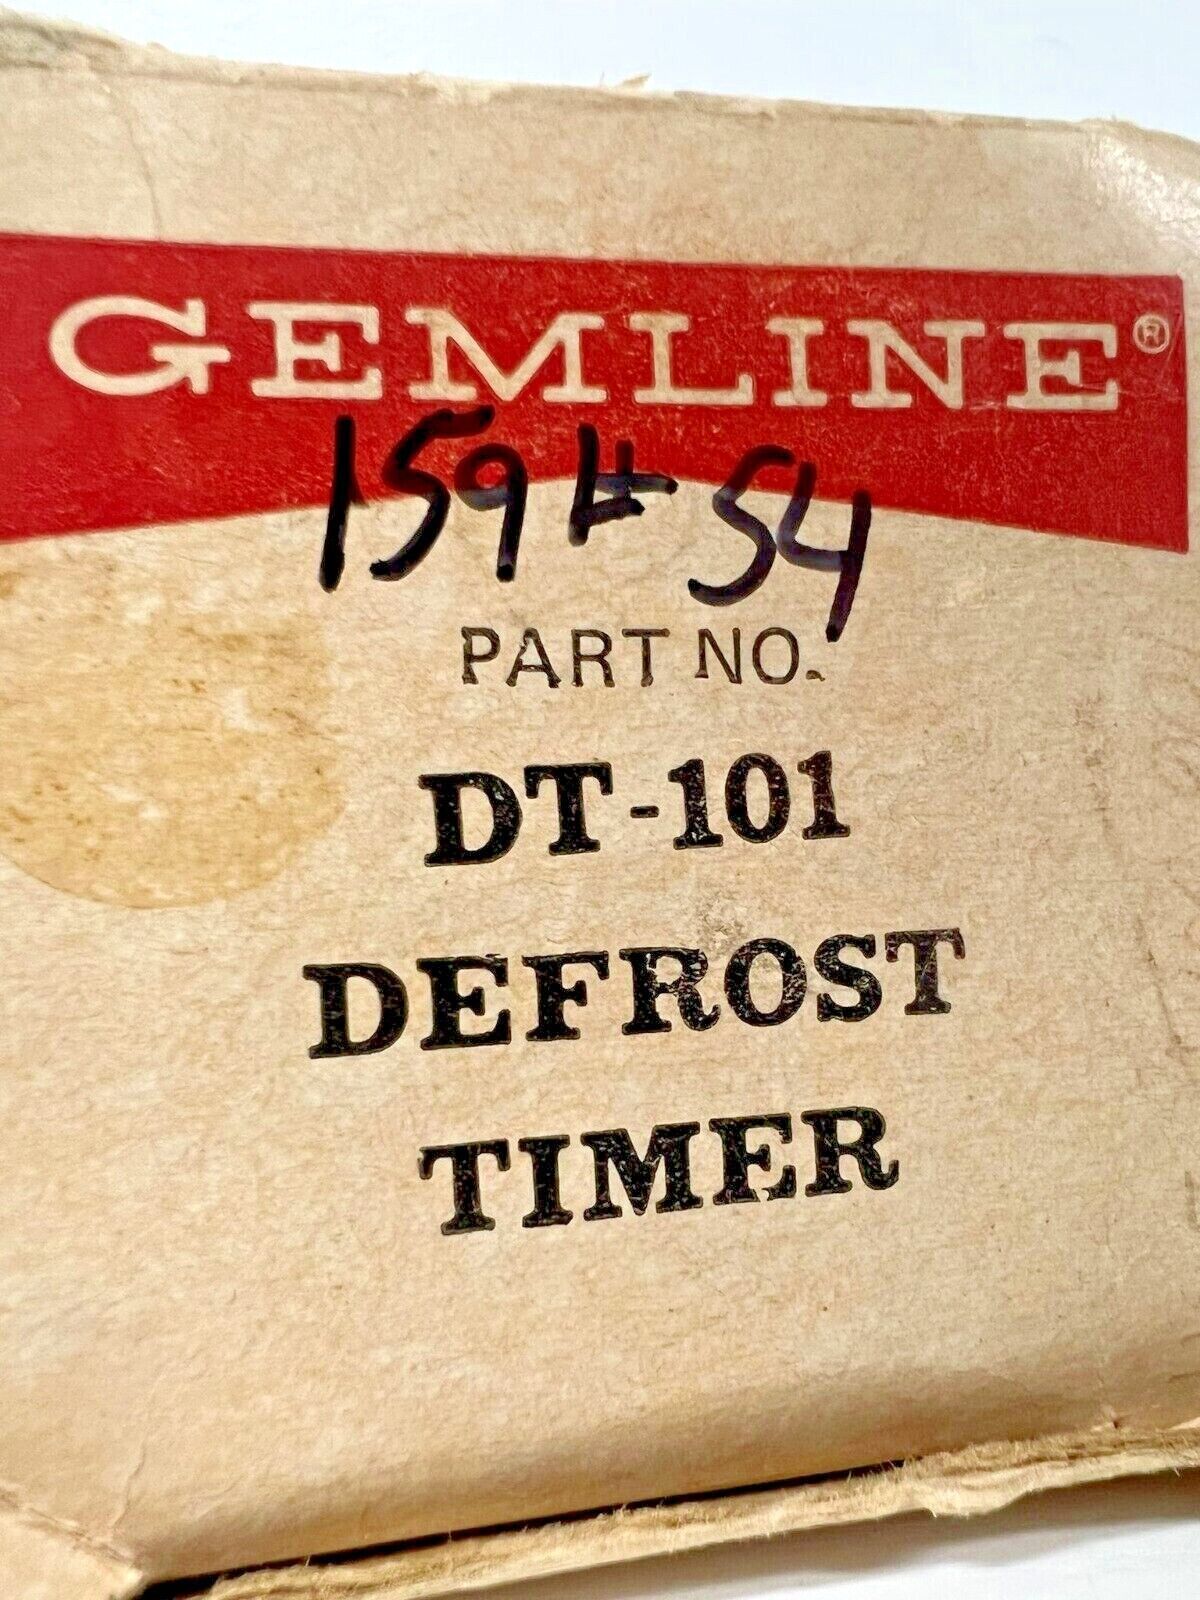 GEMLINE®
159# 54
PART NO.
DT-101
DEFROST
TIMER